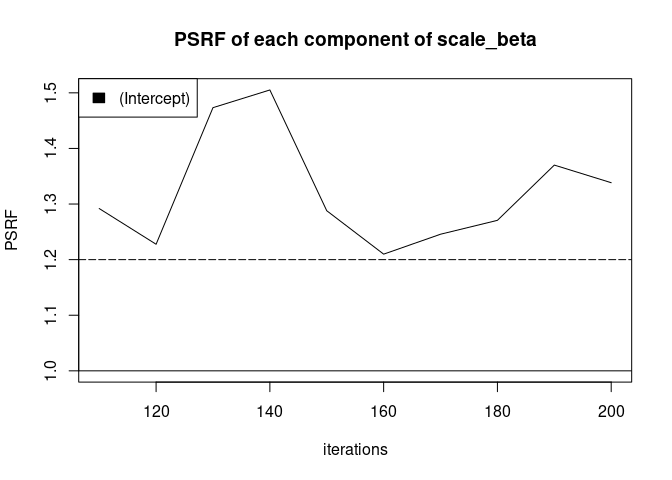 PSRF of each component of scale_beta
(Intercept)
PSRF
1.5
1.4
1.3
1.2
1.1
1.0
120 140 160 180 200
iterations